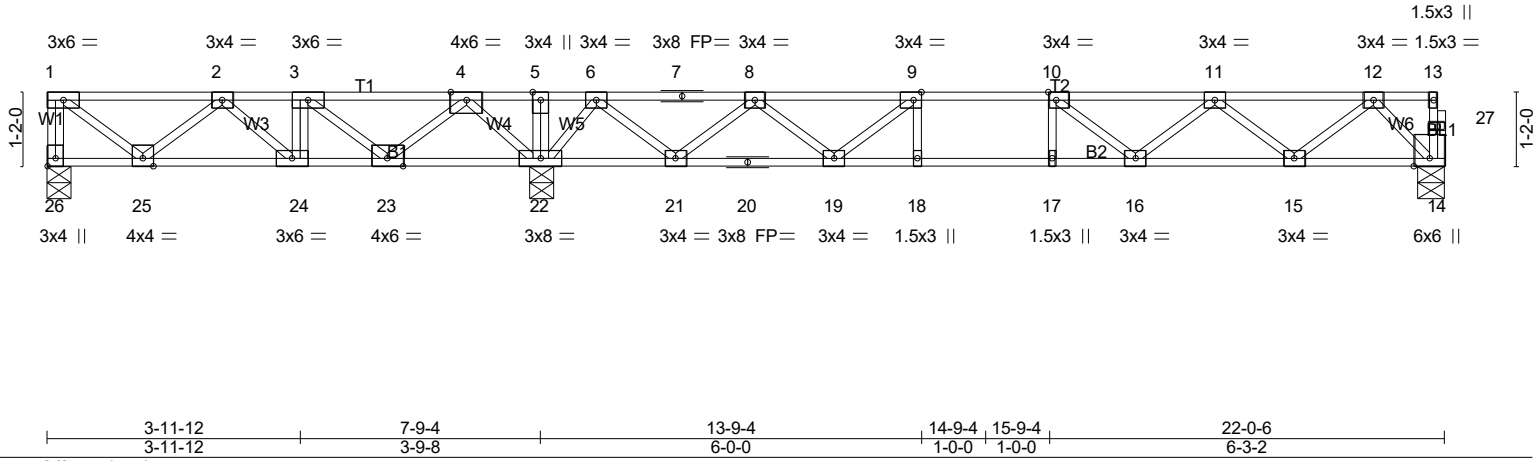 1.5x3 ||
3x6 = 3x4 = 3x6 = 4x6 = 3x4 || 3x4 = 3x8 FP= 3x4 = 3x4 = 3x4 = 3x4 = 3x4 = 1.5x3 =
1 2 3 4 5 6 7 8 9 10 11 12 13
T1 T2
W1 W3 W4 W5 W6 27
1-2-0 1-2-0
B1 B2
26 25 24 23 22 21 20 19 18 17 16 15 14
3x4 || 4x4 = 3x6 = 4x6 = 3x8 = 3x4 = 3x8 FP= 3x4 = 1.5x3 || 1.5x3 || 3x4 = 3x4 = 6x6 ||
3-11-12 7-9-4 13-9-4 14-9-4 15-9-4 22-0-6
3-11-12 3-9-8 6-0-0 1-0-0 1-0-0 6-3-2